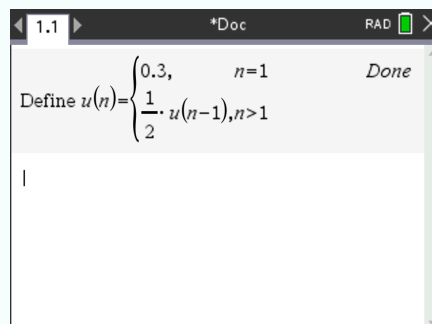 1.1 *Doc RAD
0.3, n=1 Done
Define u(n)=
1/2· u(n−1),n>1